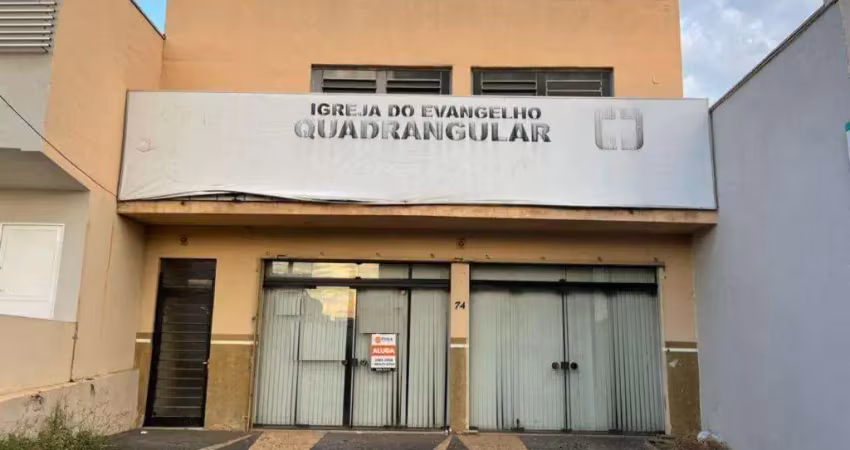 IGREJA DO EVANGELHO
QUADRANGULAR
74
ALUGA